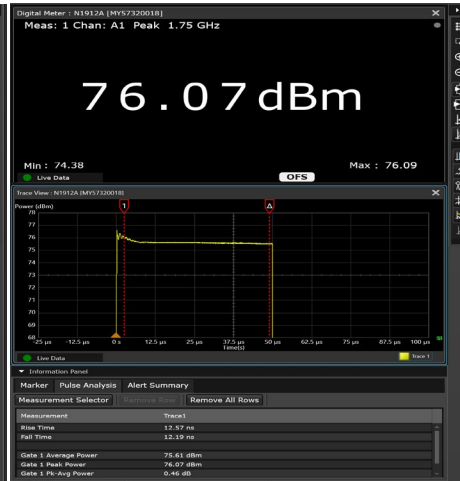 Digital Meter : N1912A [MY57320018]
Meas: 1 Chan: A1 Peak 1.75 GHz
76.07dBm
Min : 74.38
Max : 76.09
Live Data
OFS
Trace View : N1912A [MY57320018]
Power (dBm)
1
Δ
78
77
76
75
74
73
72
71
70
69
68
-25 µs -12.5 µs 0 s 12.5 µs 25 µs 37.5 µs 50 µs 62.5 µs 75 µs 87.5 µs 100 µs
Time(s)
Live Data
Trace 1
Information Panel
Marker Pulse Analysis Alert Summary
Measurement Selector Remove Row Remove All Rows
Measurement Trace1
Rise Time 12.57 ns
Fall Time 12.19 ns
Gate 1 Average Power 75.61 dBm
Gate 1 Peak Power 76.07 dBm
Gate 1 Pk-Avg Power 0.46 dB